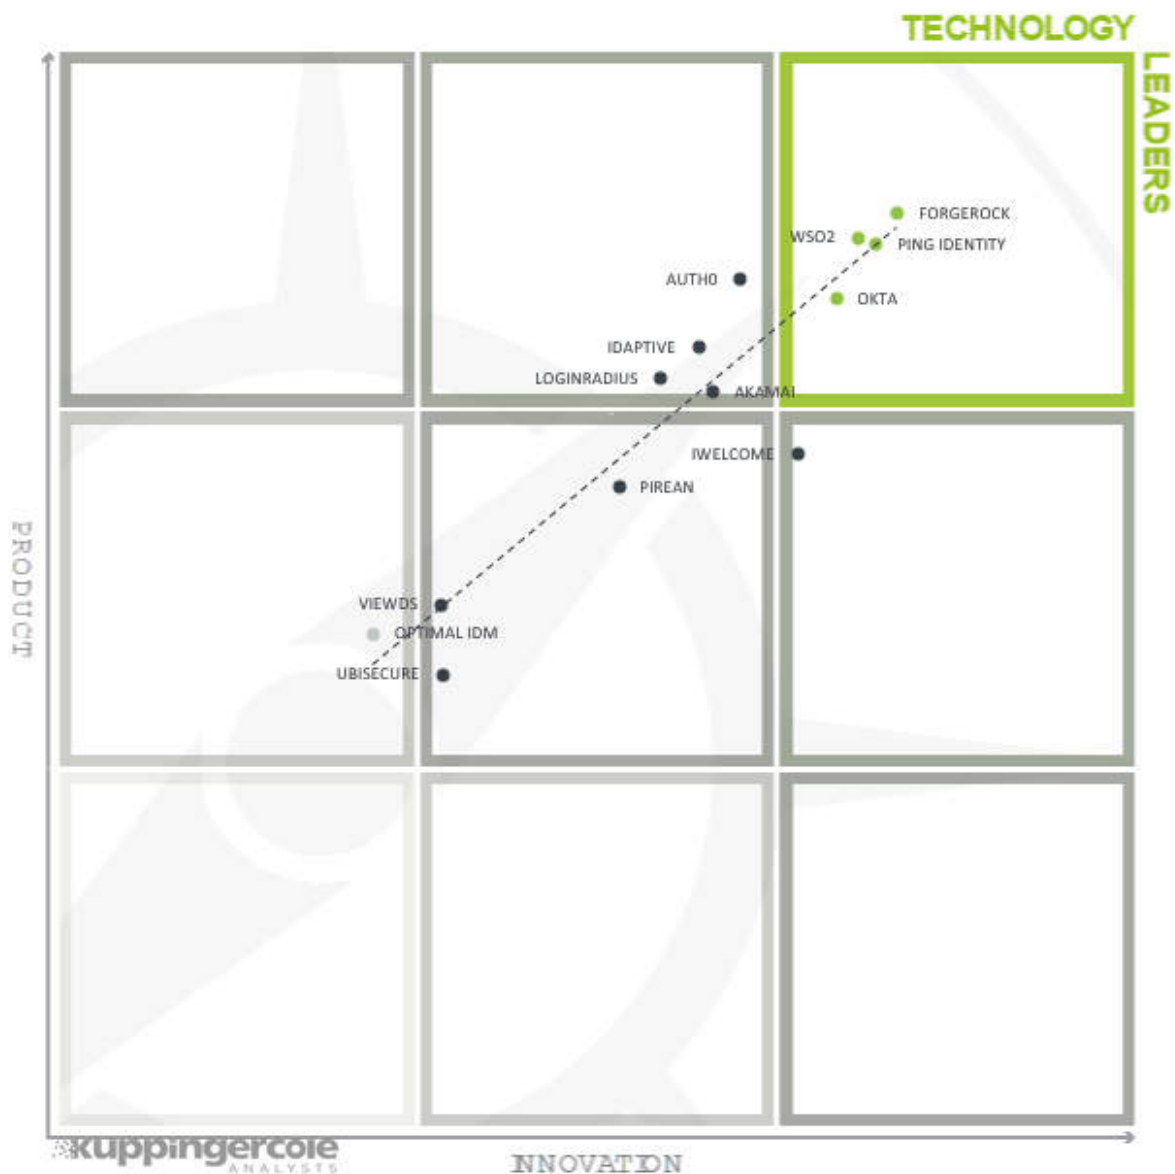 TECHNOLOGY
LEADERS
FORGEROCK
WSO2
PING IDENTITY
AUTH0
OKTA
IDAPTIVE
LOGINRADIUS
AKAMAI
IWELCOME
PIREAN
PRODUCT
VIEWDS
OPTIMAL IDM
UBISECURE
kuppingercole
ANALYSTS
INNOVATION